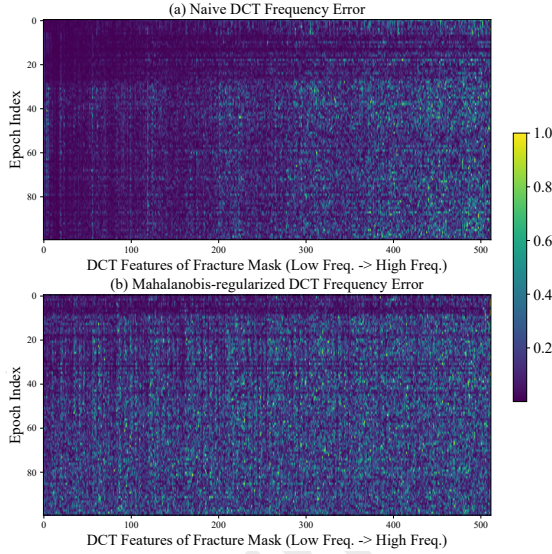 (a) Naive DCT Frequency Error
0
20
40
60
80
Epoch Index
0 100 200 300 400 500
DCT Features of Fracture Mask (Low Freq. -> High Freq.)
1.0
0.8
0.6
0.4
0.2
(b) Mahalanobis-regularized DCT Frequency Error
0
20
40
60
80
Epoch Index
0 100 200 300 400 500
DCT Features of Fracture Mask (Low Freq. -> High Freq.)